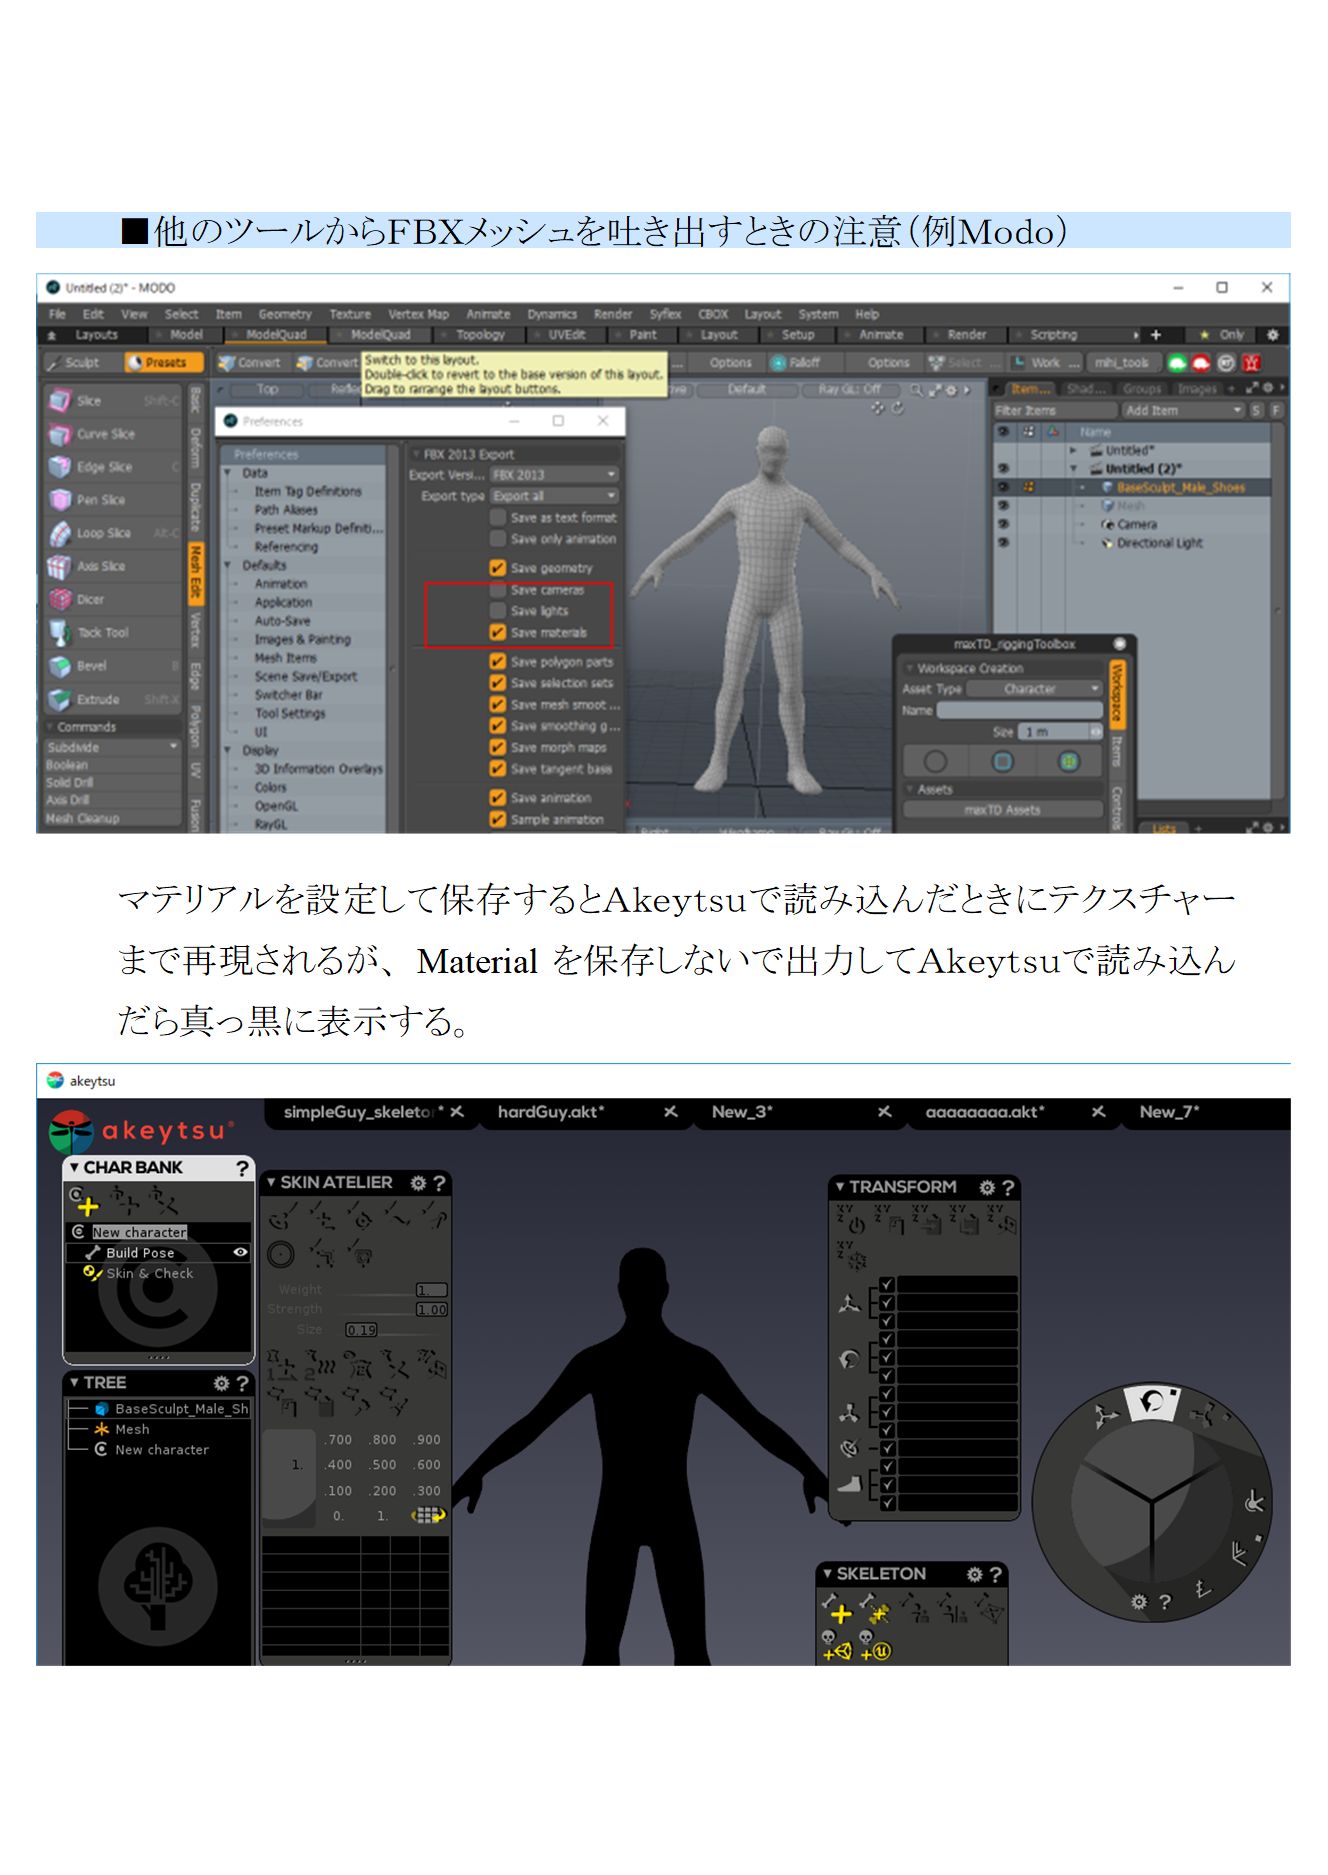 ■他のツールからFBXメッシュを吐き出すときの注意(例Modo)
Untitled (2)* - MODO
File Edit View Select Item Geometry Texture Vertex Map Animate Dynamics Render Syflex CBOX Layout System Help
Layouts Model ModelQuad ModelQuad Topology UVEdit Paint Layout Setup Animate Render Scripting Only
Sculpt Presets Convert Convert Options Falloff Options Select ... Work ... mihi_tools
Switch to this layout.
Double-click to revert to the base version of this layout.
Drag to rarrange the layout buttons.
Top Default Ray GL: Off
Item... Shad... Groups Images
Filter Items Add Item S F
Name
Untitled*
Untitled (2)*
BaseSculpt_Male_Shoes
Mesh
Camera
Directional Light
Slice Shift-C
Curve Slice
Edge Slice C
Pen Slice
Loop Slice Alt-C
Axis Slice
Dicer
Tack Tool
Bevel B
Extrude Shift-X
Commands
Subdivide
Boolean
Solid Drill
Axis Drill
Mesh Cleanup
Basic
Deform
Duplicate
Mesh Edit
Vertex
Edge
Polygon
UV
Fusion
Preferences
Preferences
Data
Item Tag Definitions
Path Aliases
Preset Markup Definiti...
Referencing
Defaults
Animation
Application
Auto-Save
Images & Painting
Mesh Items
Scene Save/Export
Switcher Bar
Tool Settings
UI
Display
3D Information Overlays
Colors
OpenGL
RayGL
FBX 2013 Export
Export Versi... FBX 2013
Export type Export all
Save as text format
Save only animation
Save geometry
Save cameras
Save lights
Save materials
Save polygon parts
Save selection sets
Save mesh smoot ...
Save smoothing g ...
Save morph maps
Save tangent basis
Save animation
Sample animation
maxTD_riggingToolbox
Workspace Creation
Asset Type Character
Name
Size 1 m
Assets
maxTD Assets
Workspace
Items
Controls
Lists
マテリアルを設定して保存するとAkeytsuで読み込んだときにテクスチャー
まで再現されるが、Material を保存しないで出力してAkeytsuで読み込ん
だら真っ黒に表示する。
akeytsu
akeytsu
simpleGuy_skeletor* hardGuy.akt* New_3* aaaaaaaa.akt* New_7*
CHAR BANK ?
New character
Build Pose
Skin & Check
TREE ?
BaseSculpt_Male_Sh
Mesh
New character
SKIN ATELIER ?
Weight 1.
Strength 1.00
Size 0.19
.700 .800 .900
1. .400 .500 .600
.100 .200 .300
0. 1.
TRANSFORM ?
SKELETON ?
?